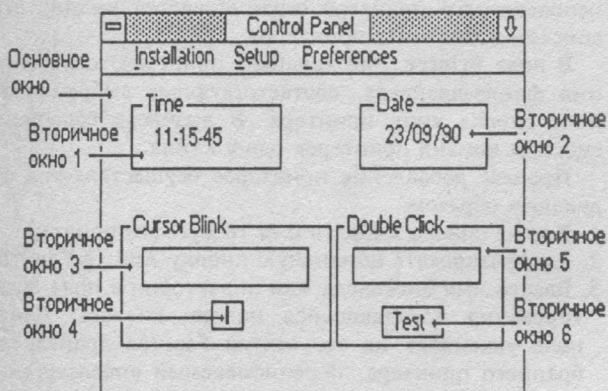 Control Panel
Installation Setup Preferences
Основное
окно
Time
11-15-45
Date
23/09/90
Вторичное
окно 1
Вторичное
окно 2
Cursor Blink
Double Click
Вторичное
окно 3
Вторичное
окно 5
Вторичное
окно 4
Test
Вторичное
окно 6